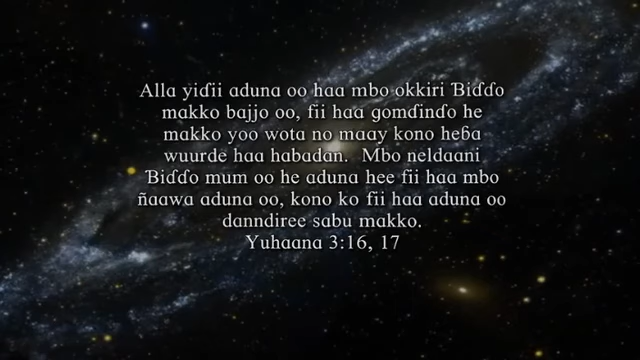 Alla yiɗii aduna oo haa mbo okkiri Ɓiɗɗo
makko bajjo oo, fii haa gomɗinɗo he
makko yoo wota no maay kono heɓa
wuurde haa habadan.  Mbo neldaani
Ɓiɗɗo mum oo he aduna hee fii haa mbo
ñaawa aduna oo, kono ko fii haa aduna oo
danndiree sabu makko.
Yuhaana 3:16, 17